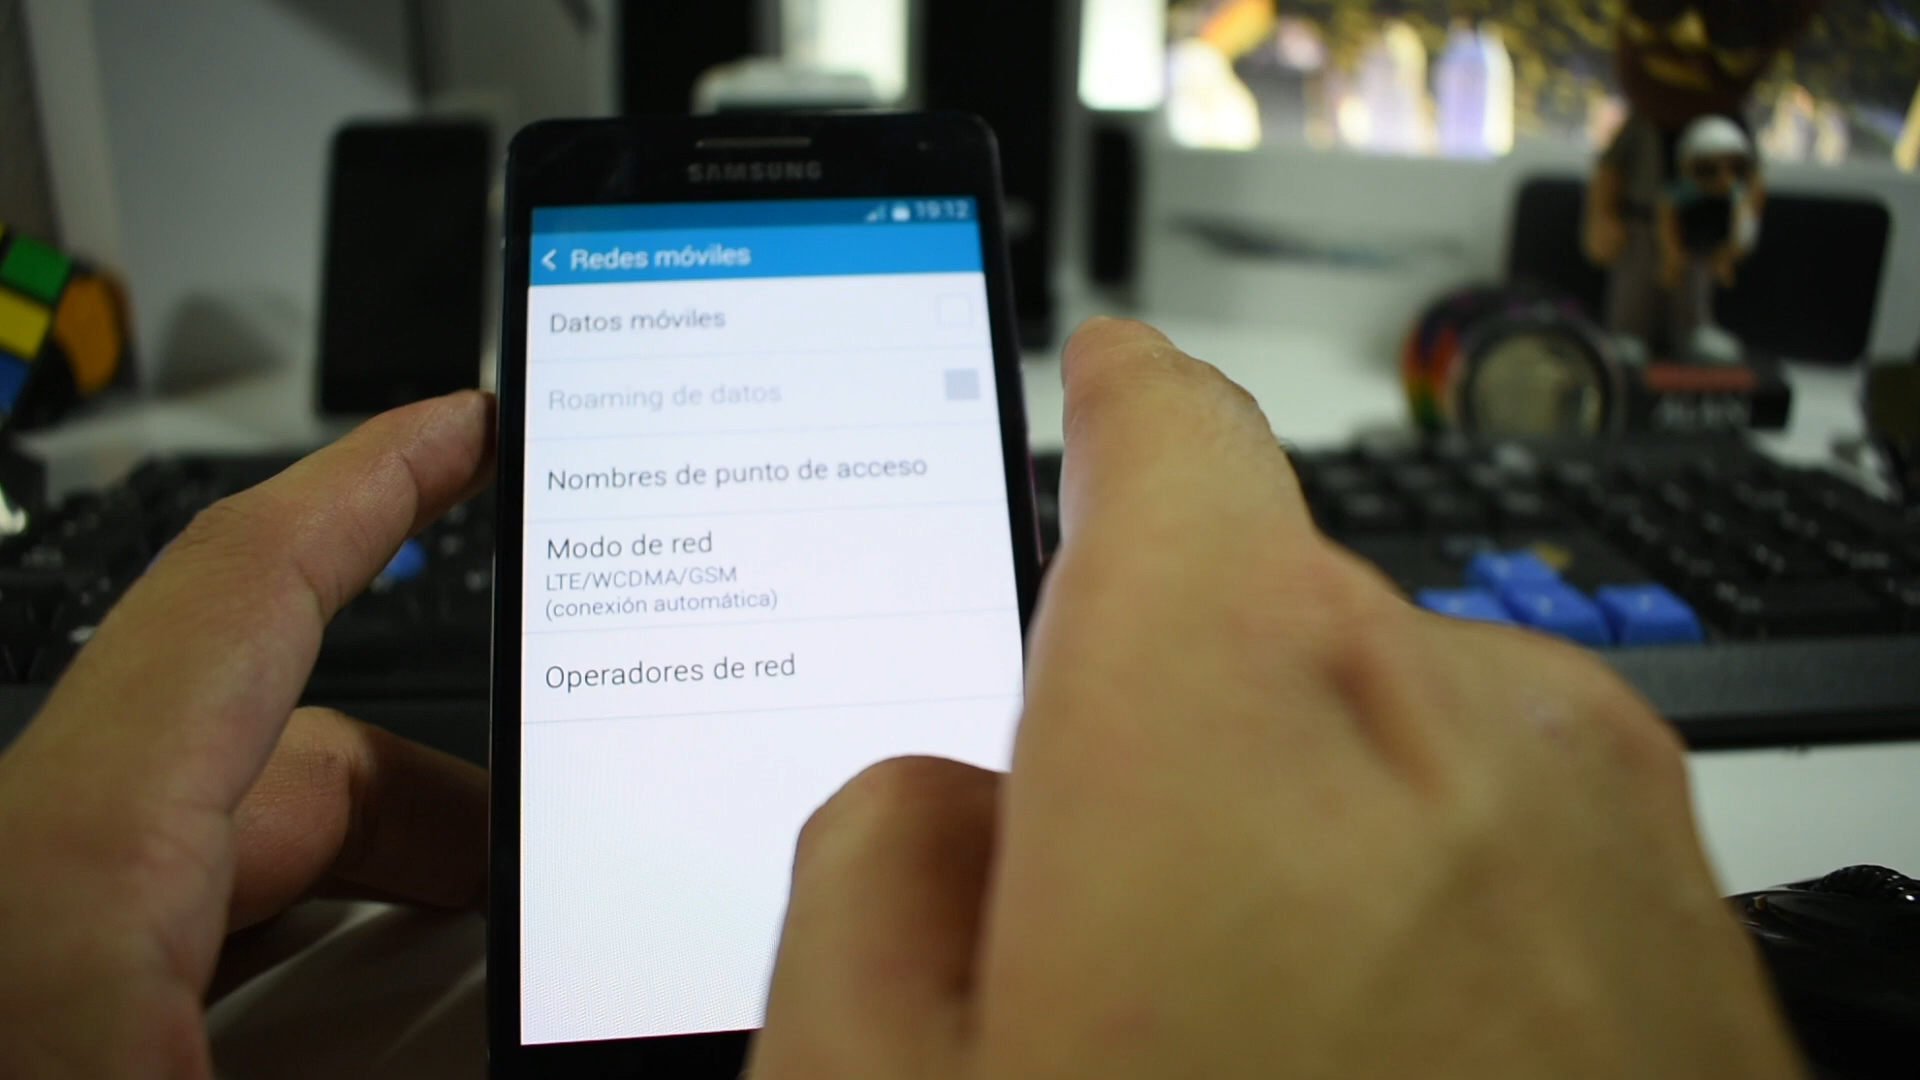 SAMSUNG
19:12
Redes móviles
Datos móviles
Roaming de datos
Nombres de punto de acceso
Modo de red
LTE/WCDMA/GSM
(conexión automática)
Operadores de red